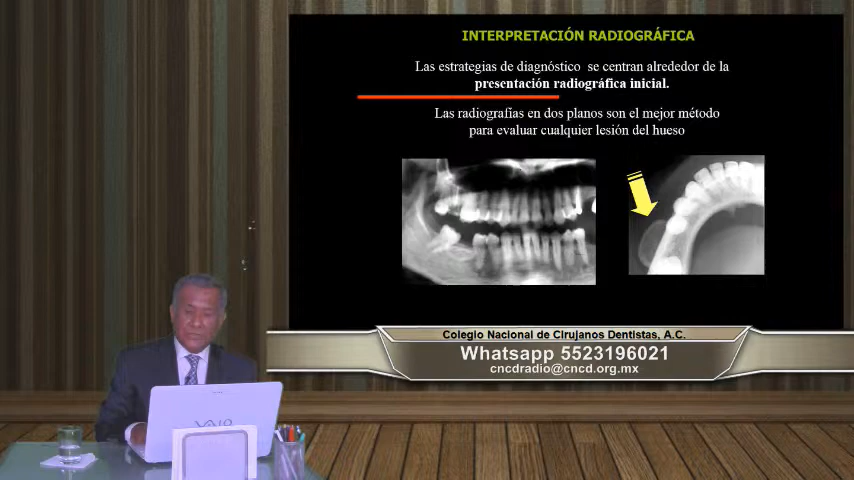 INTERPRETACIÓN RADIOGRÁFICA
Las estrategias de diagnóstico se centran alrededor de la
presentación radiográfica inicial.
Las radiografías en dos planos son el mejor método
para evaluar cualquier lesión del hueso
Colegio Nacional de Cirujanos Dentistas, A.C.
Whatsapp 5523196021
cncdradio@cncd.org.mx
VAIO